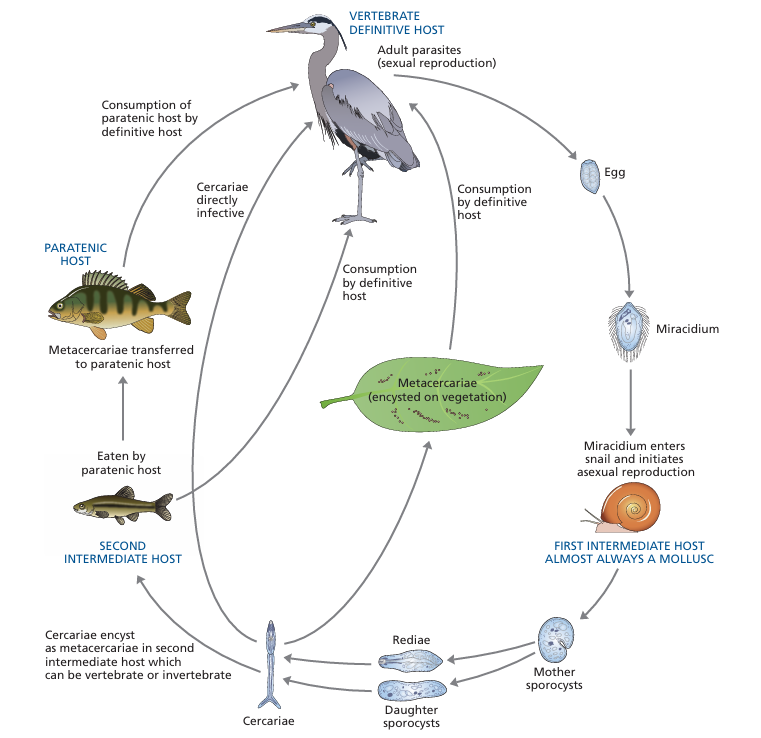 VERTEBRATE
DEFINITIVE HOST
Adult parasites
(sexual reproduction)
Consumption of
paratenic host by
definitive host
Egg
Cercariae
directly
infective
Consumption
by definitive
host
PARATENIC
HOST
Consumption
by definitive
host
Miracidium
Metacercariae transferred
to paratenic host
Metacercariae
(encysted on vegetation)
Miracidium enters
snail and initiates
asexual reproduction
Eaten by
paratenic host
SECOND
INTERMEDIATE HOST
FIRST INTERMEDIATE HOST
ALMOST ALWAYS A MOLLUSC
Cercariae encyst
as metacercariae in second
intermediate host which
can be vertebrate or invertebrate
Rediae
Mother
sporocysts
Daughter
sporocysts
Cercariae